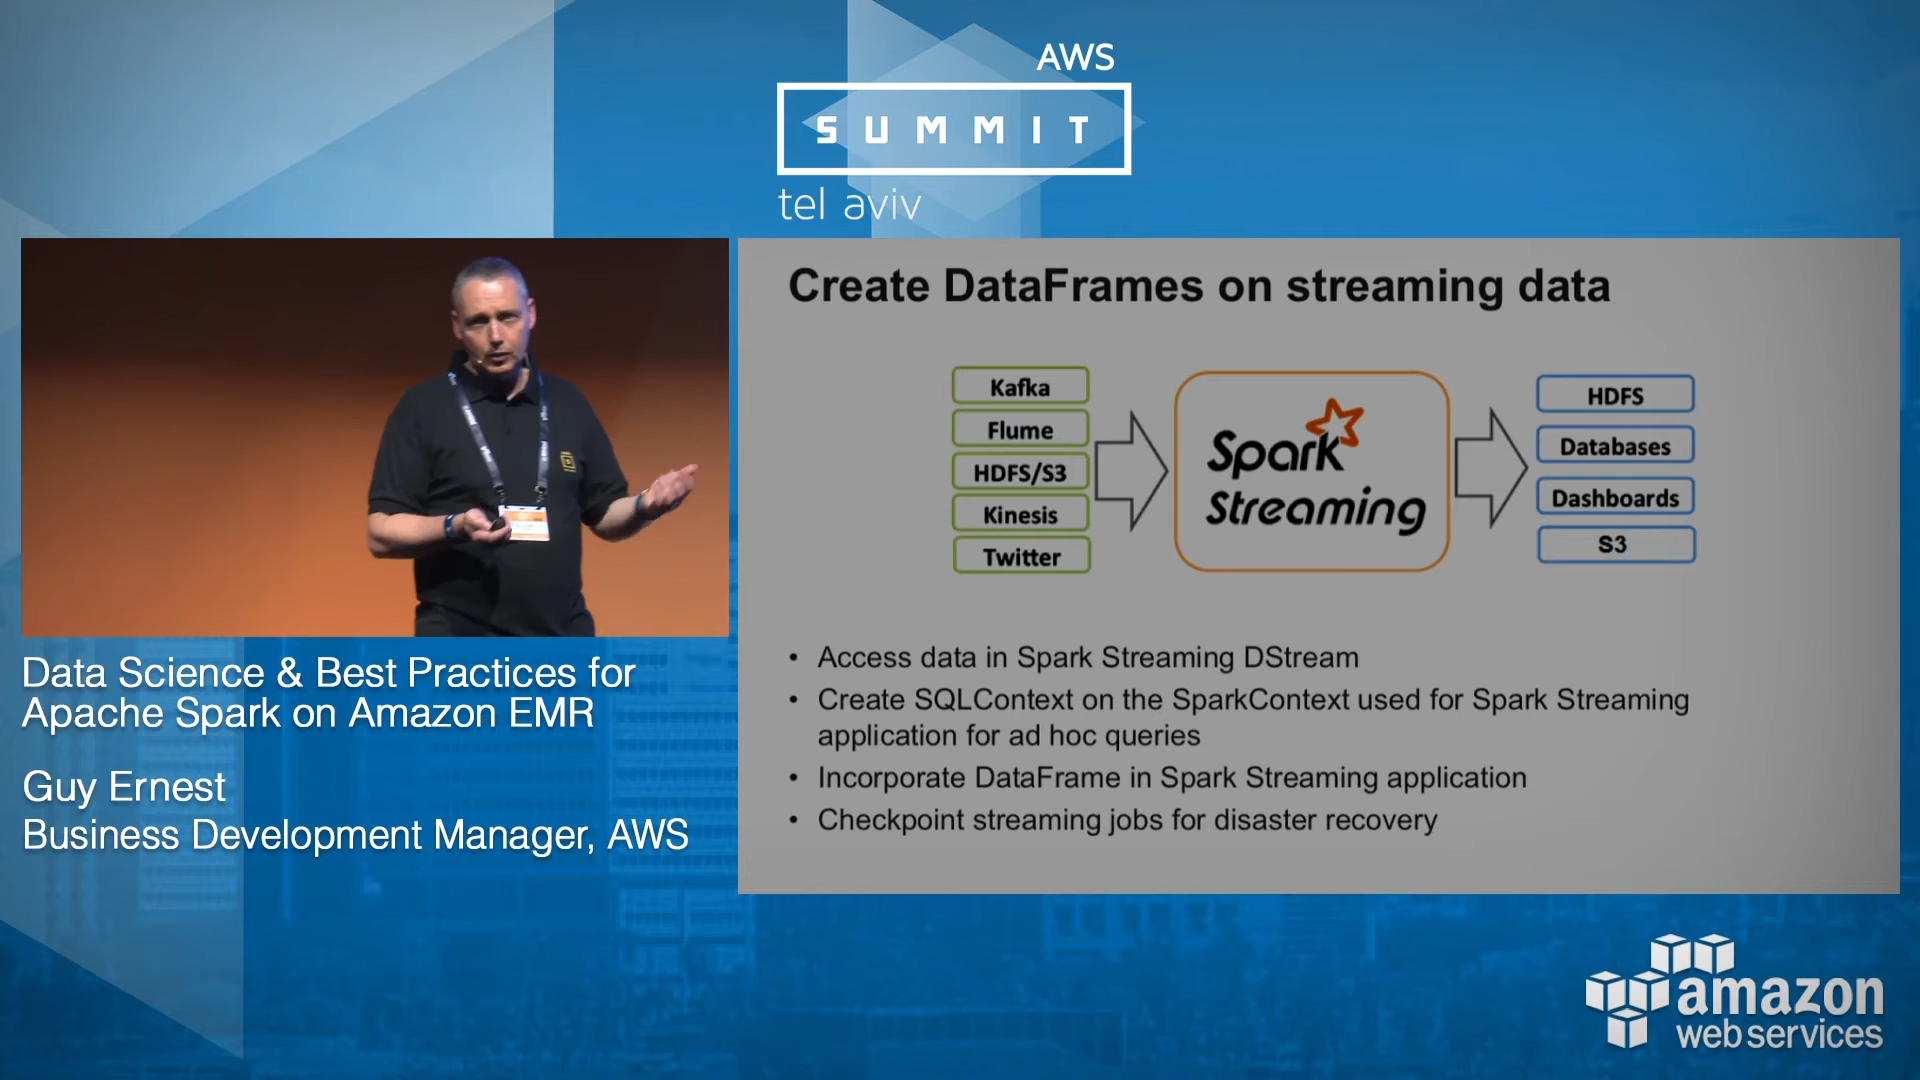 AWS
SUMMIT
tel aviv
Create DataFrames on streaming data
Kafka
Flume
HDFS/S3
Kinesis
Twitter
Spark
Streaming
HDFS
Databases
Dashboards
S3
• Access data in Spark Streaming DStream
• Create SQLContext on the SparkContext used for Spark Streaming
application for ad hoc queries
• Incorporate DataFrame in Spark Streaming application
• Checkpoint streaming jobs for disaster recovery
Data Science & Best Practices for
Apache Spark on Amazon EMR
Guy Ernest
Business Development Manager, AWS
amazon
web services